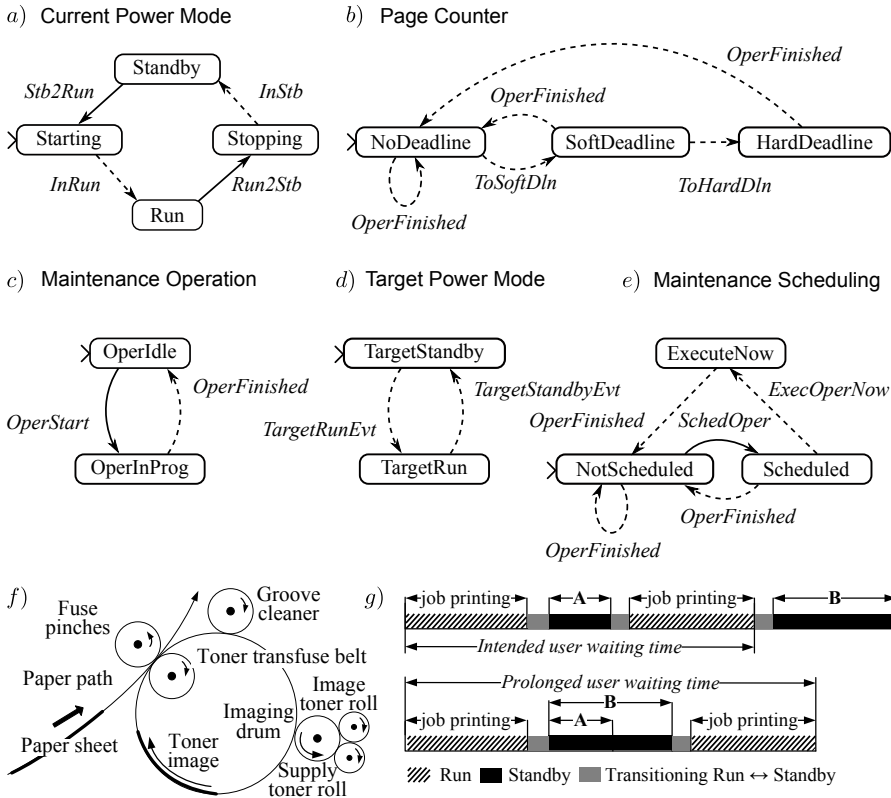 a) Current Power Mode
Standby
Stb2Run
InStb
Starting
Stopping
InRun
Run2Stb
Run
b) Page Counter
OperFinished
OperFinished
NoDeadline
SoftDeadline
HardDeadline
ToSoftDln
ToHardDln
OperFinished
c) Maintenance Operation
OperIdle
OperFinished
OperStart
OperInProg
d) Target Power Mode
TargetStandby
TargetStandbyEvt
TargetRunEvt
TargetRun
e) Maintenance Scheduling
ExecuteNow
ExecOperNow
OperFinished
SchedOper
NotScheduled
Scheduled
OperFinished
OperFinished
f)
Groove
cleaner
Fuse
pinches
Toner transfuse belt
Paper path
Image
toner roll
Imaging
drum
Paper sheet
Toner
image
Supply
toner roll
g)
job printing
A
job printing
B
Intended user waiting time
Prolonged user waiting time
B
job printing
A
job printing
Run
Standby
Transitioning Run ↔ Standby